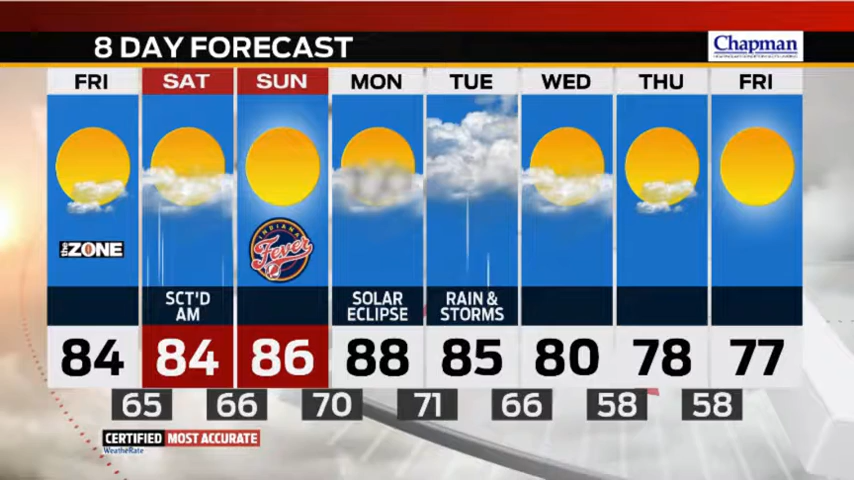 8 DAY FORECAST
Chapman
FRI SAT SUN MON TUE WED THU FRI
the ZONE
INDIANA
Fever
SCT'D
AM
SOLAR
ECLIPSE
RAIN &
STORMS
84 84 86 88 85 80 78 77
65 66 70 71 66 58 58
CERTIFIED MOST ACCURATE
WeatheRate